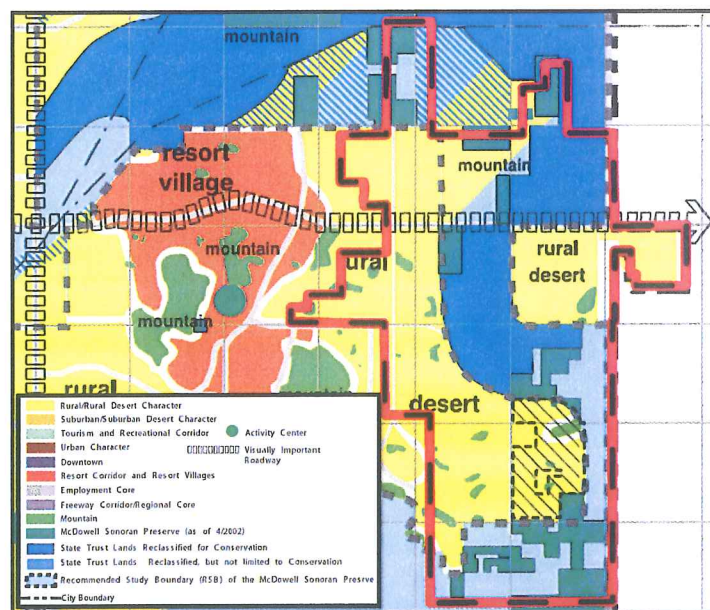 mountain
resort
village
mountain
mountain
rural
rural
desert
mountain
rural
desert
mountain
Rural/Rural Desert Character
Suburban/Suburban Desert Character
Tourism and Recreational Corridor
Urban Character
Downtown
Resort Corridor and Resort Villages
Employment Core
Freeway Corridor/Regional Core
Mountain
McDowell Sonoran Preserve (as of 4/2002)
State Trust Lands Reclassified for Conservation
State Trust Lands Reclassified, but not limited to Conservation
Recommended Study Boundary (RSB) of the McDowell Sonoran Presrve
City Boundary
Activity Center
Visually Important
Roadway